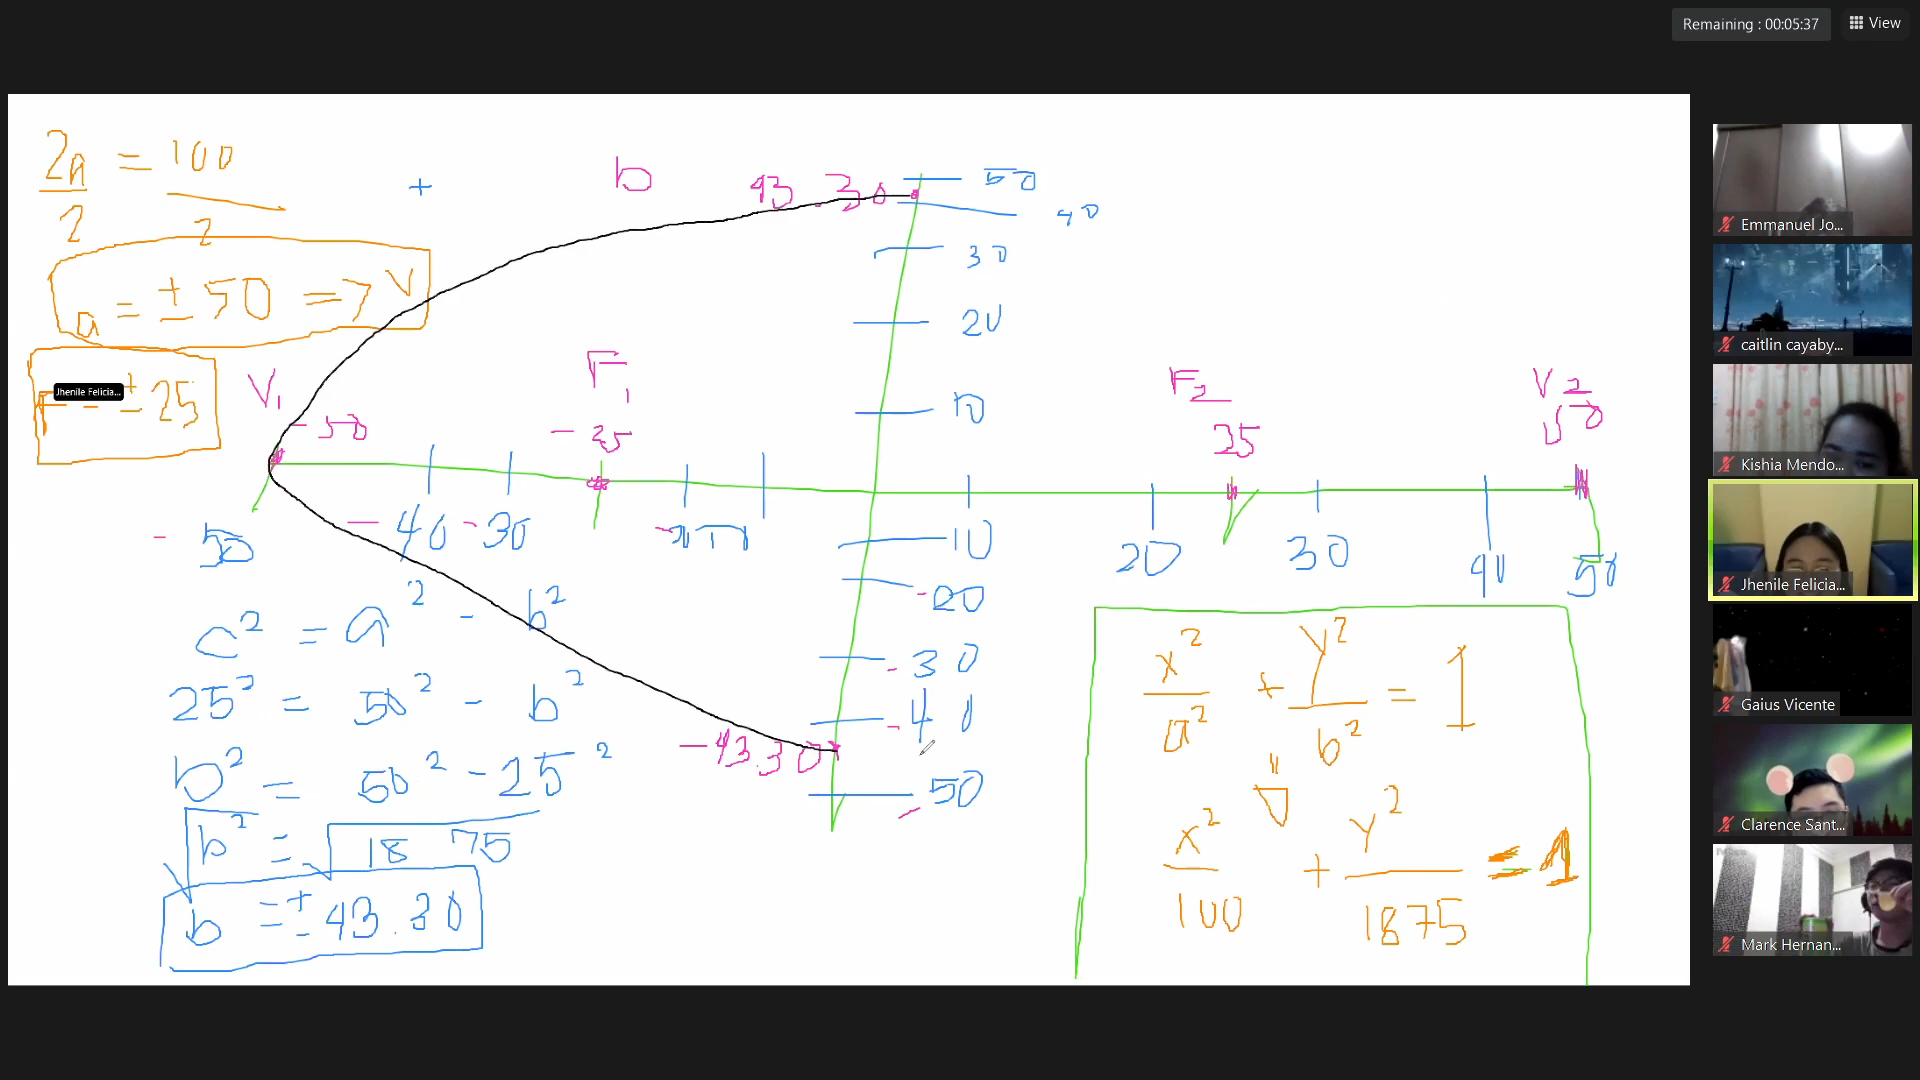 Remaining : 00:05:37
View
2a = 100
2 2
a = ± 50 => V
± 25
Jhenile Felicia...
+
b
43.30
50
40
30
20
10
V1
- 50
F1
- 25
F2
25
V2
50
- 50
- 40
- 30
10
20
30
40
50
10
- 20
- 30
- 40
- 50
- 43.30
c² = a² - b²
25² = 50² - b²
b² = 50² - 25²
√b² = √1875
b = ± 43.30
x²/a² + y²/b² = 1
x²/100 + y²/1875 = 1
Emmanuel Jo...
caitlin cayaby...
Kishia Mendo...
Jhenile Felicia...
Gaius Vicente
Clarence Sant...
Mark Hernan...